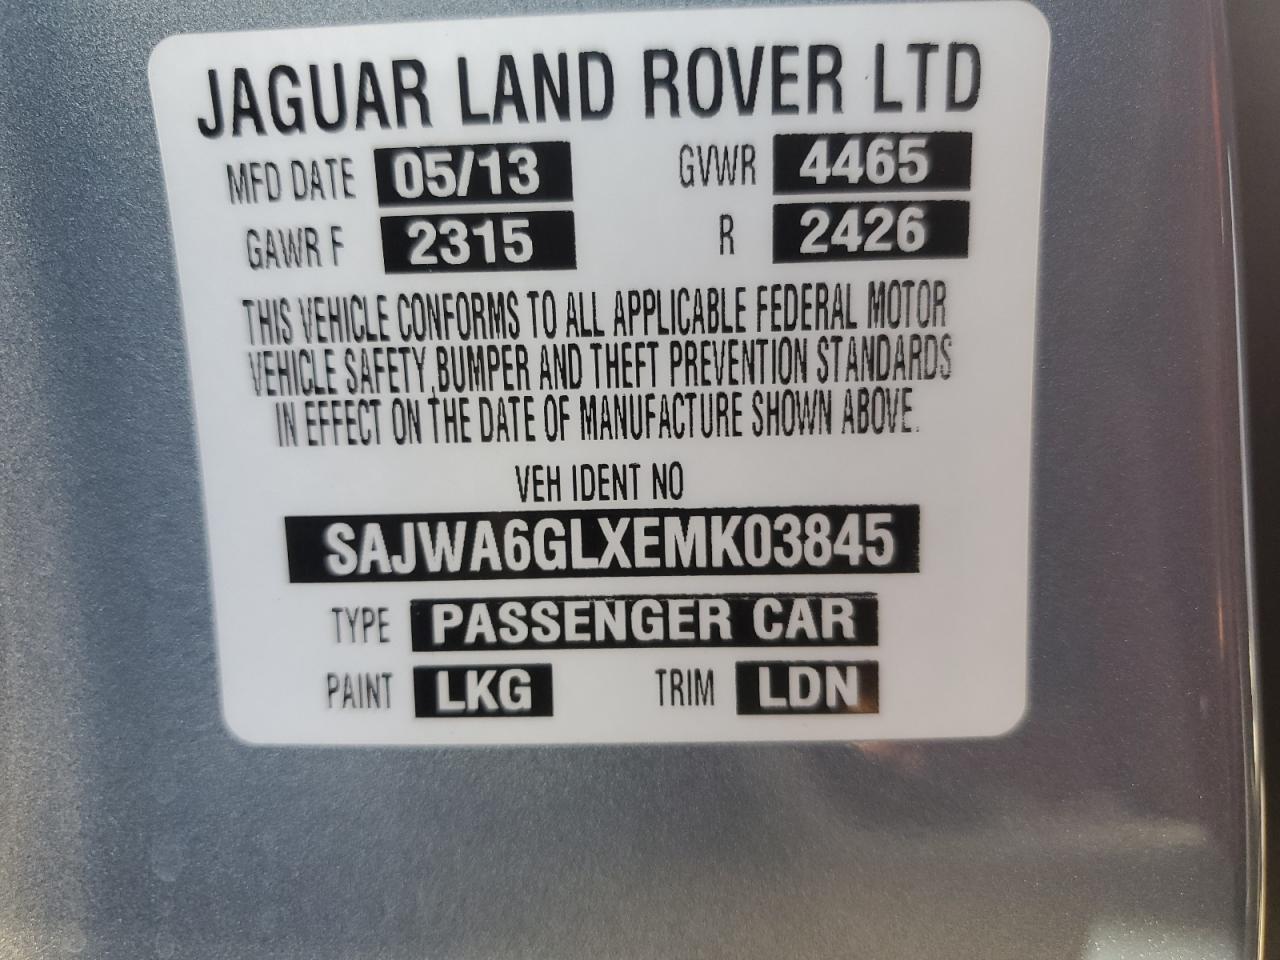 JAGUAR LAND ROVER LTD
MFD DATE 05/13 GVWR 4465
GAWR F 2315 R 2426
THIS VEHICLE CONFORMS TO ALL APPLICABLE FEDERAL MOTOR
VEHICLE SAFETY, BUMPER AND THEFT PREVENTION STANDARDS
IN EFFECT ON THE DATE OF MANUFACTURE SHOWN ABOVE.
VEH IDENT NO
SAJWA6GLXEMK03845
TYPE PASSENGER CAR
PAINT LKG TRIM LDN